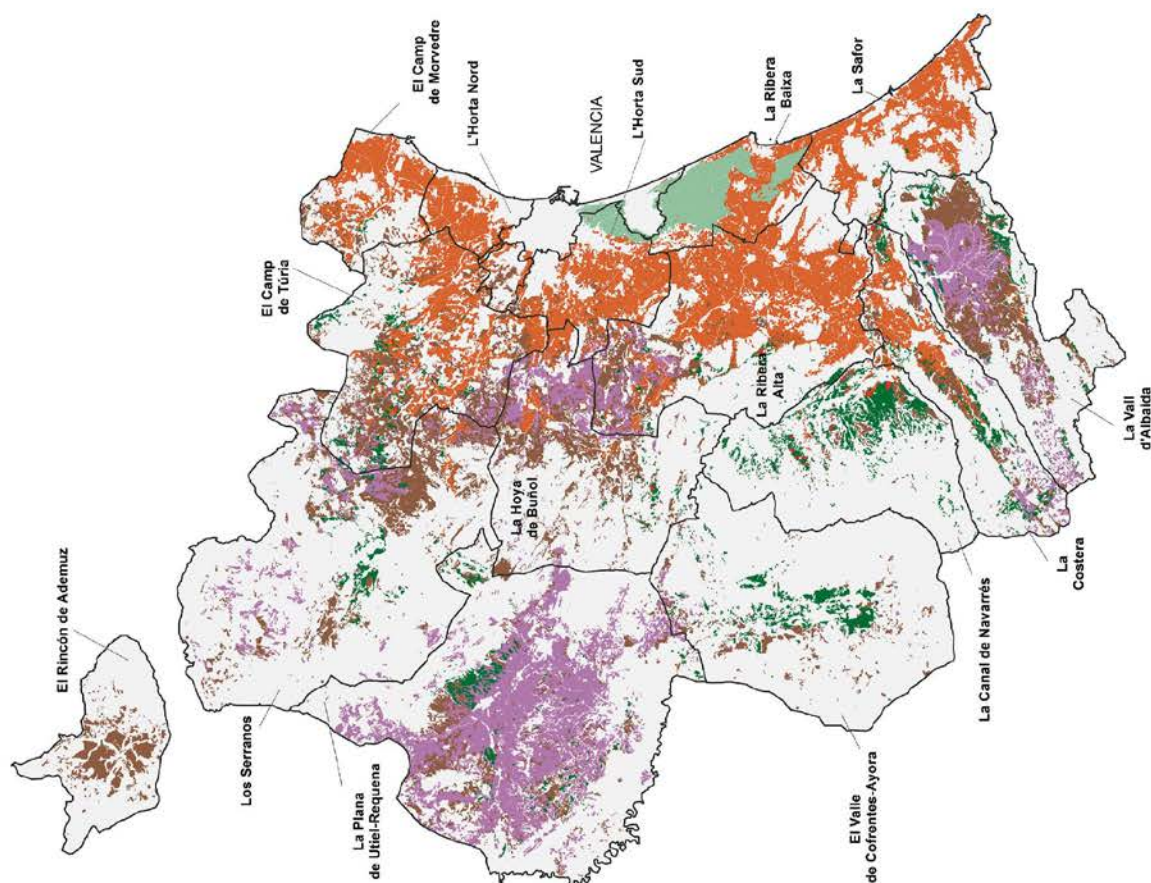 El Camp
de Morvedre
L'Horta Nord
VALENCIA
L'Horta Sud
La Ribera
Baixa
La Safor
El Camp
de Túria
La Ribera
Alta
La Vall
d'Albaida
La Hoya
de Buñol
La
Costera
El Rincón de Ademuz
La Canal de Navarrés
Los Serranos
La Plana
de Utiel-Requena
El Valle
de Cofrontes-Ayora